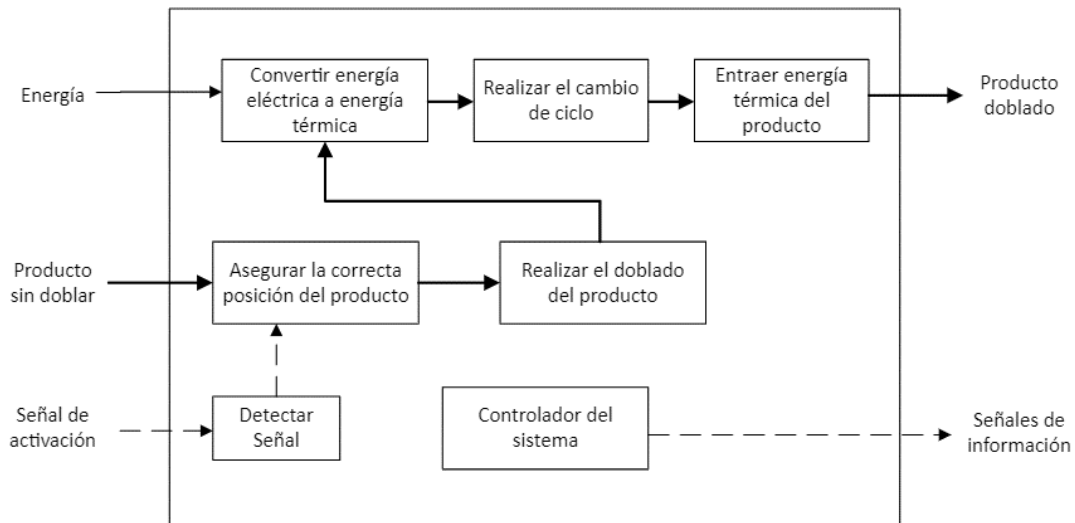 Energía
Convertir energía
eléctrica a energía
térmica
Realizar el cambio
de ciclo
Entraer energía
térmica del
producto
Producto
doblado
Producto
sin doblar
Asegurar la correcta
posición del producto
Realizar el doblado
del producto
Señal de
activación
Detectar
Señal
Controlador del
sistema
Señales de
información